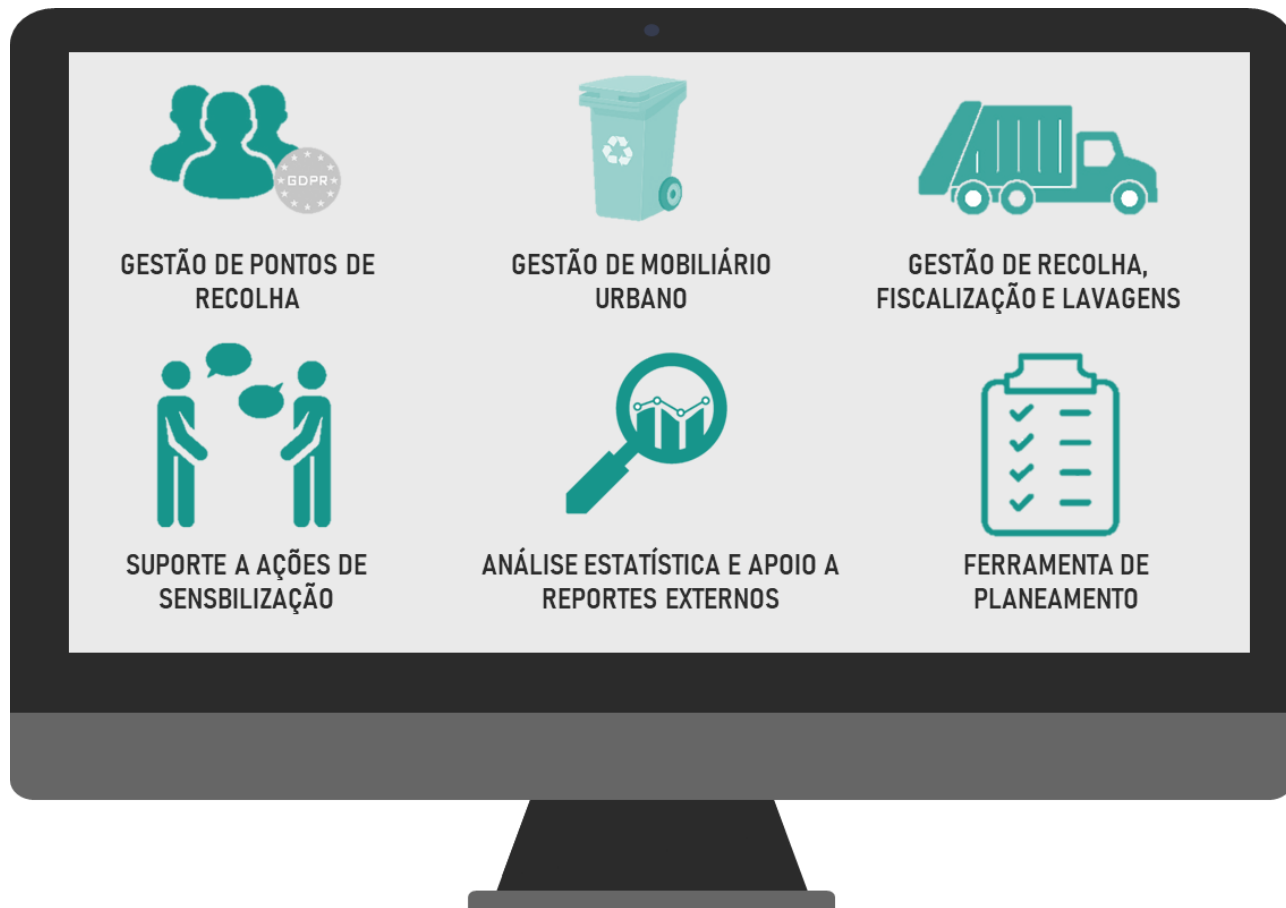 GDPR
GESTÃO DE PONTOS DE
RECOLHA
GESTÃO DE MOBILIÁRIO
URBANO
GESTÃO DE RECOLHA,
FISCALIZAÇÃO E LAVAGENS
SUPORTE A AÇÕES DE
SENSBILIZAÇÃO
ANÁLISE ESTATÍSTICA E APOIO A
REPORTES EXTERNOS
FERRAMENTA DE
PLANEAMENTO